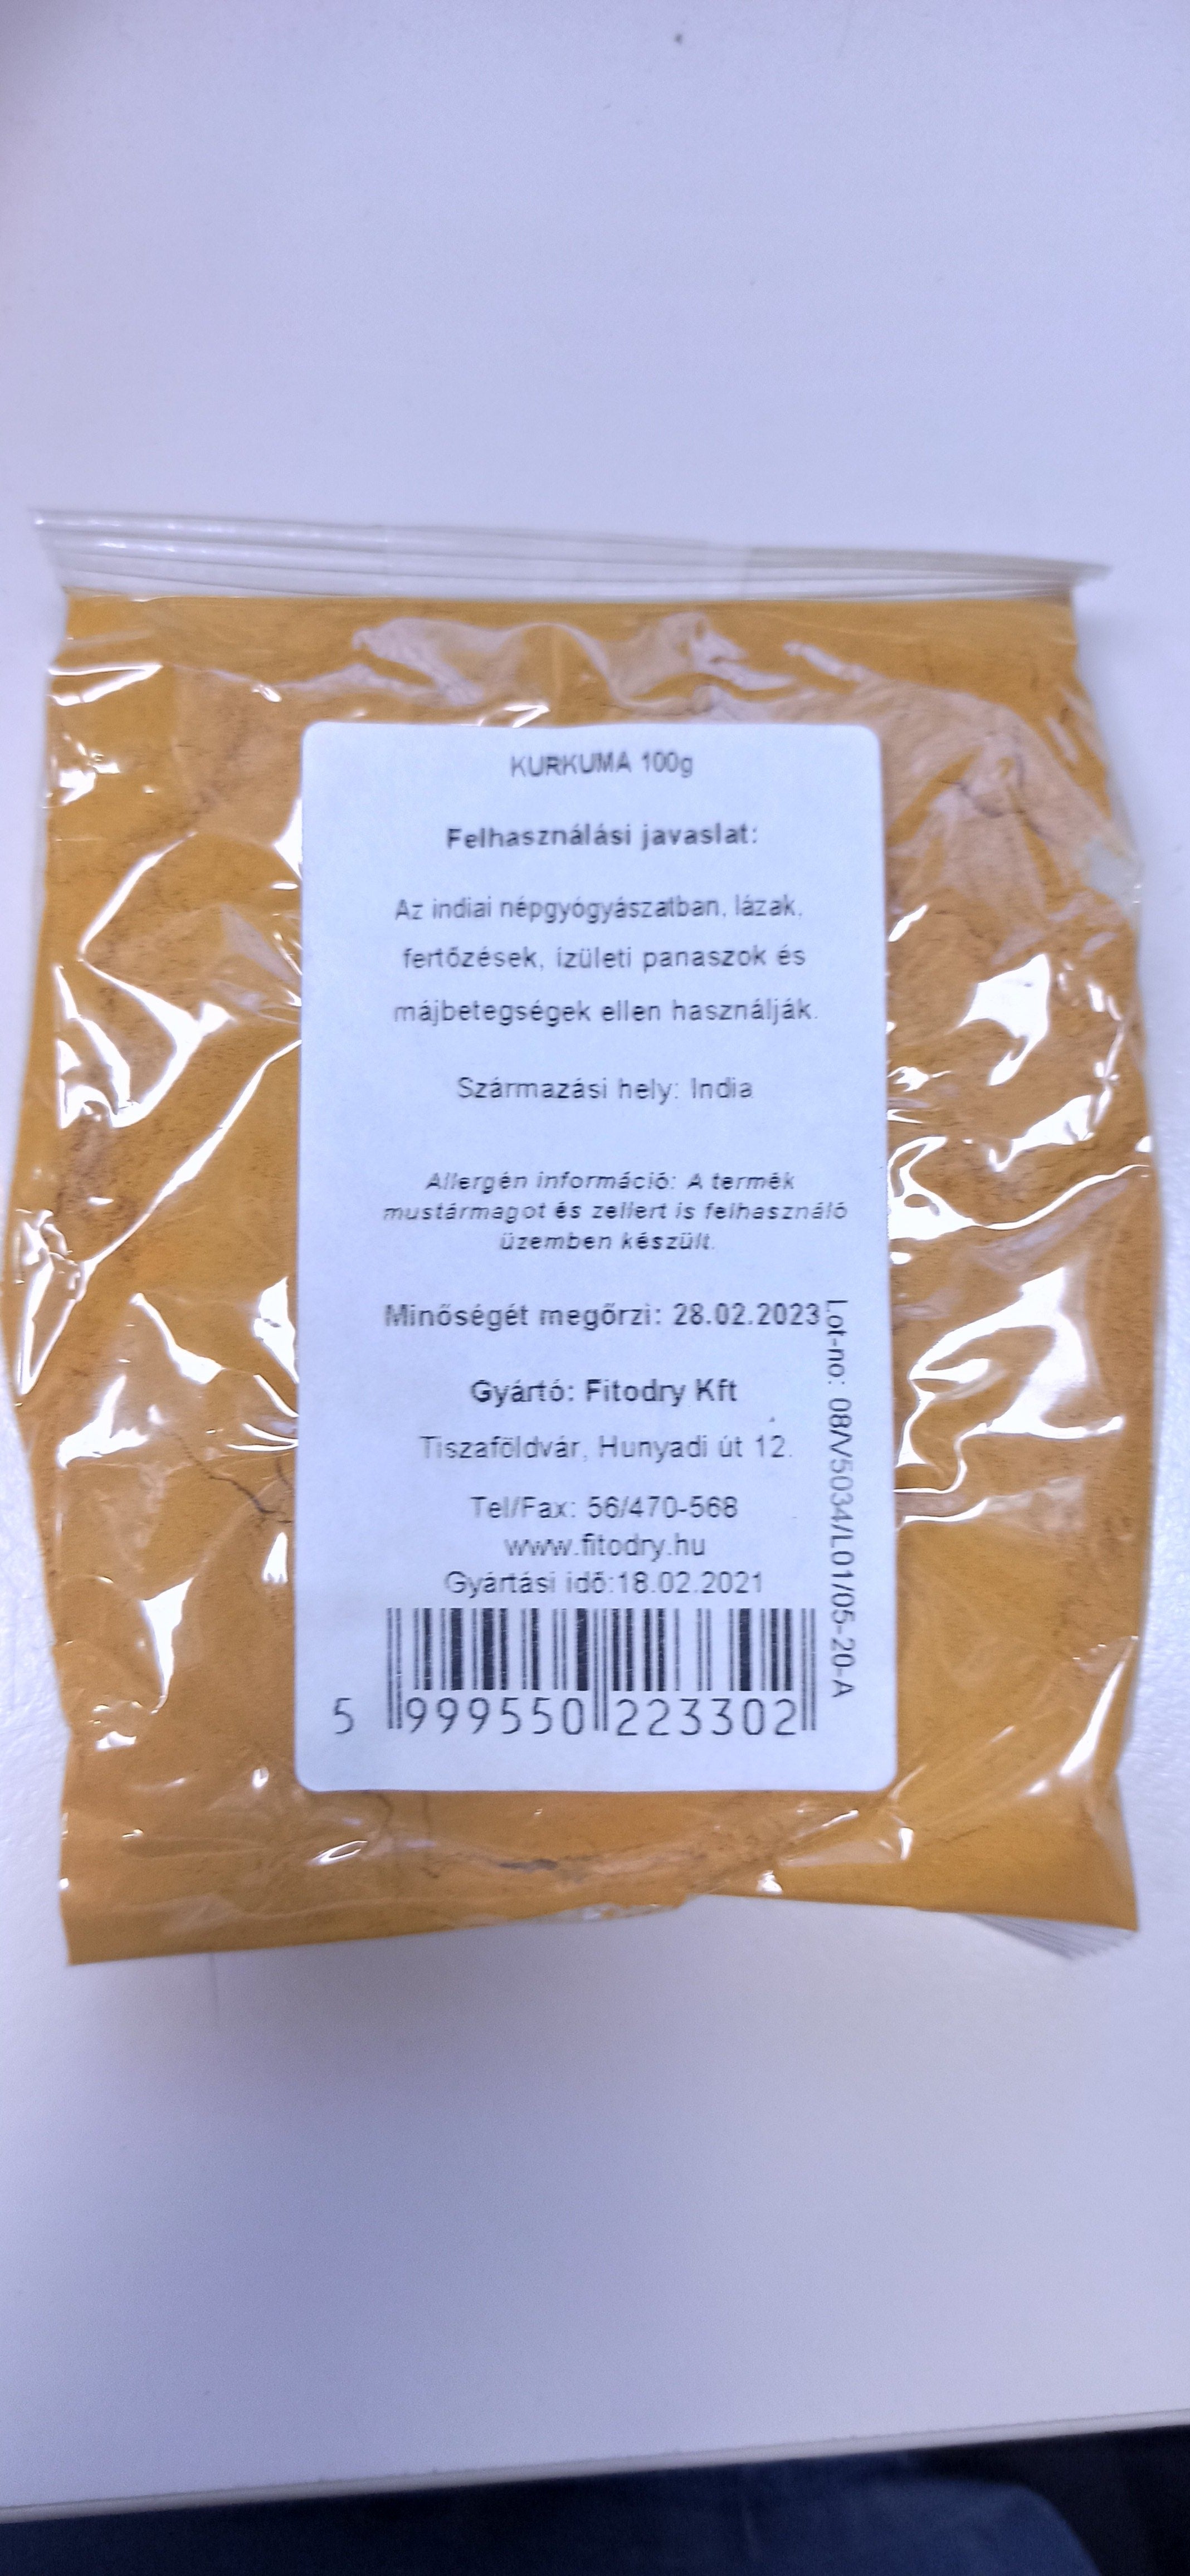 KURKUMA 100g
Felhasználási javaslat:
Az indiai népgyógyászatban, lázak,
fertőzések, ízületi panaszok és
májbetegségek ellen használják.
Származási hely: India
Allergén információ: A termék
mustármagot és zellert is felhasználó
üzemben készült.
Minőségét megőrzi: 28.02.2023
Gyártó: Fitodry Kft
Tiszaföldvár, Hunyadi út 12.
Tel/Fax: 56/470-568
www.fitodry.hu
Gyártási idő:18.02.2021
5 999550 223302
Lot-no: 08/V5034/L01/05-20-A